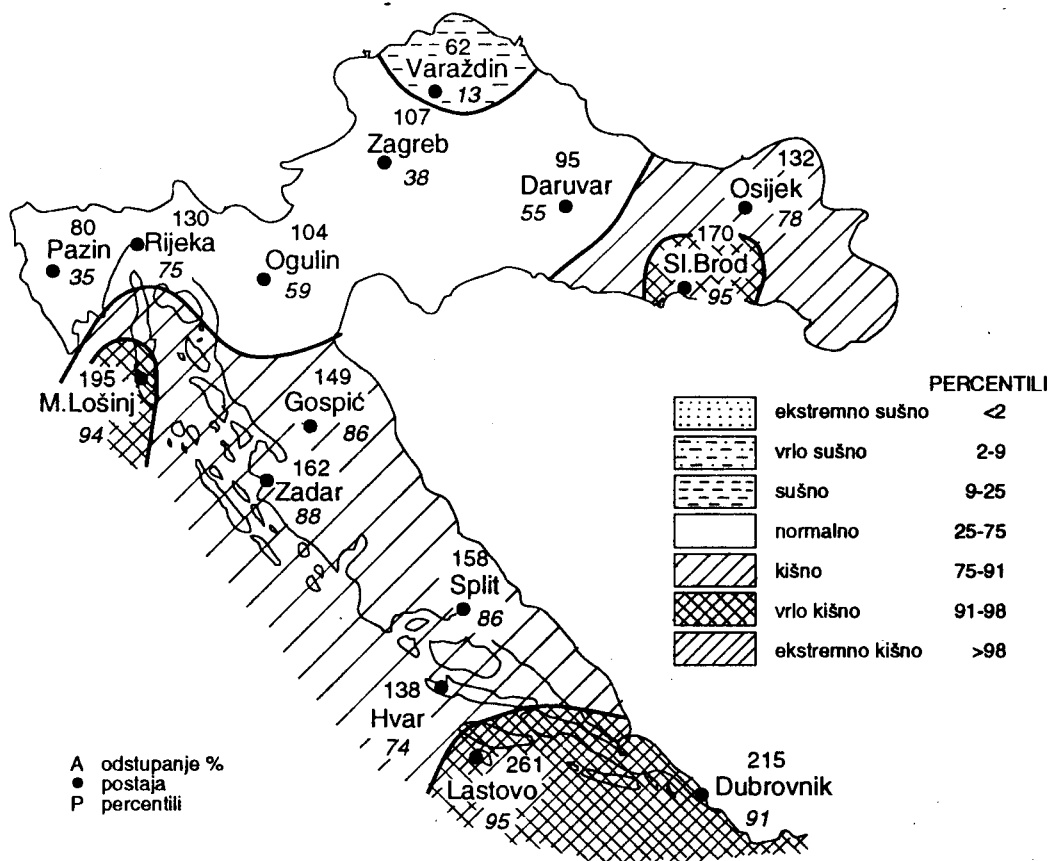 62
Varaždin
13
107
Zagreb
38
95
Daruvar
55
132
Osijek
78
170
Sl.Brod
95
80
Pazin
35
130
Rijeka
75
104
Ogulin
59
195
M.Lošinj
94
149
Gospić
86
162
Zadar
88
158
Split
86
138
Hvar
74
261
Lastovo
95
215
Dubrovnik
91
PERCENTILI
ekstremno sušno <2
vrlo sušno 2-9
sušno 9-25
normalno 25-75
kišno 75-91
vrlo kišno 91-98
ekstremno kišno >98
A odstupanje %
postaja
P percentili